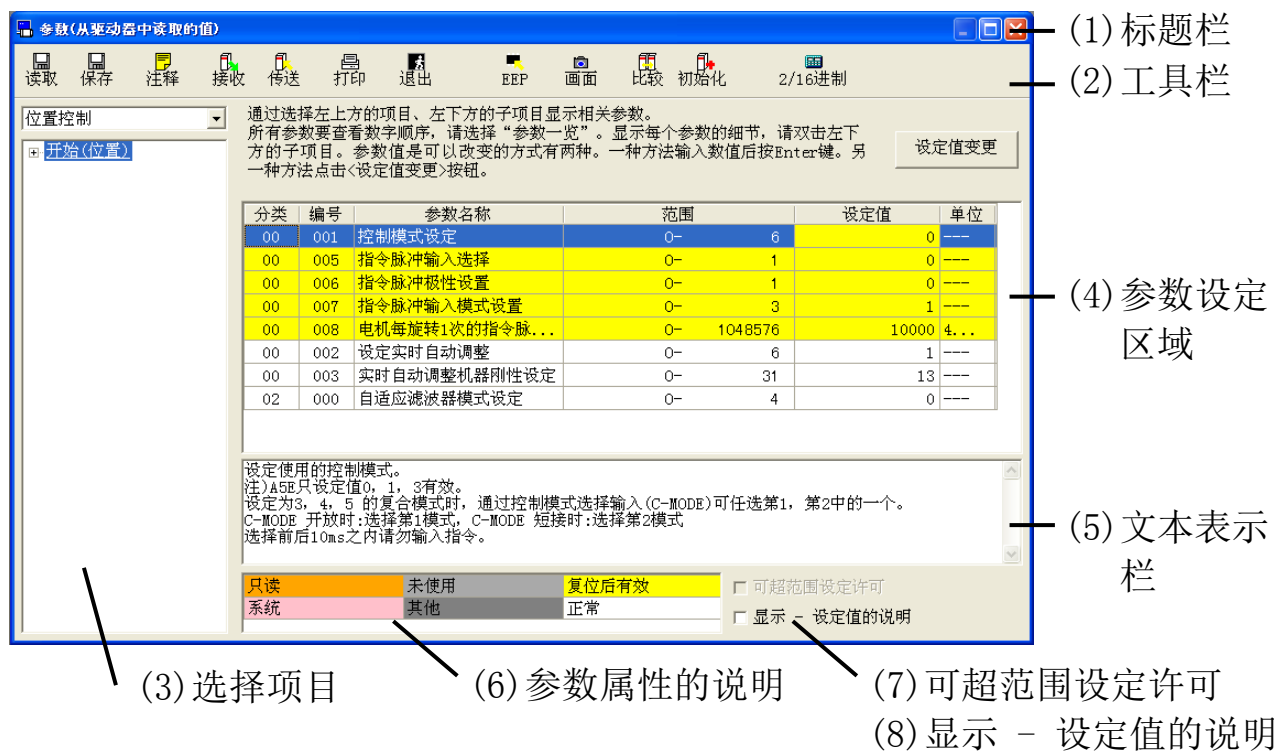 参数(从驱动器中读取的值)
(1)标题栏
读取 保存 注释 接收 传送 打印 退出 EEP 画面 比较 初始化 2/16进制
(2)工具栏
位置控制
开始(位置)
通过选择左上方的项目、左下方的子项目显示相关参数。
所有参数要查看数字顺序，请选择“参数一览”。显示每个参数的细节，请双击左下
方的子项目。参数值是可以改变的方式有两种。一种方法输入数值后按Enter键。另
一种方法点击<设定值变更>按钮。
设定值变更
分类 编号 参数名称 范围 设定值 单位
00 001 控制模式设定 0- 6 0 ---
00 005 指令脉冲输入选择 0- 1 0 ---
00 006 指令脉冲极性设置 0- 1 0 ---
00 007 指令脉冲输入模式设置 0- 3 1 ---
00 008 电机每旋转1次的指令脉... 0- 1048576 10000 4...
00 002 设定实时自动调整 0- 6 1 ---
00 003 实时自动调整机器刚性设定 0- 31 13 ---
02 000 自适应滤波器模式设定 0- 4 0 ---
(4)参数设定
区域
设定使用的控制模式。
注)A5E只设定值0，1，3有效。
设定为3，4，5 的复合模式时，通过控制模式选择输入(C-MODE)可任选第1，第2中的一个。
C-MODE 开放时:选择第1模式，C-MODE 短接时:选择第2模式
选择前后10ms之内请勿输入指令。
(5)文本表示
栏
只读 未使用 复位后有效
系统 其他 正常
可超范围设定许可
显示 - 设定值的说明
(3)选择项目
(6)参数属性的说明
(7)可超范围设定许可
(8)显示 - 设定值的说明